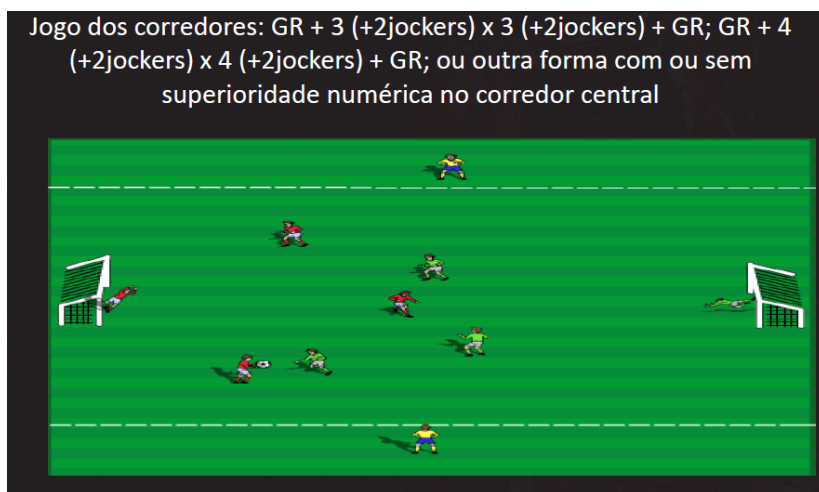 Jogo dos corredores: GR + 3 (+2jockers) x 3 (+2jockers) + GR; GR + 4
(+2jockers) x 4 (+2jockers) + GR; ou outra forma com ou sem
superioridade numérica no corredor central